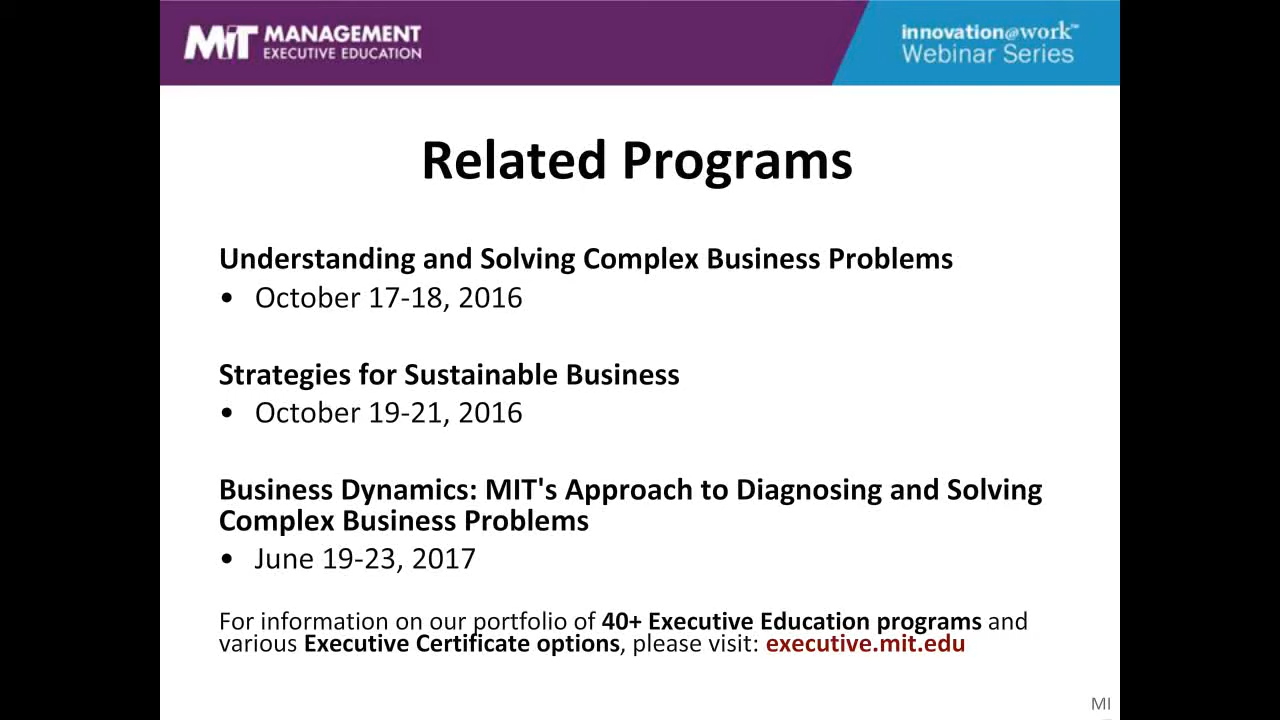 MIT MANAGEMENT
EXECUTIVE EDUCATION
innovation@work™
Webinar Series
Related Programs
Understanding and Solving Complex Business Problems
• October 17-18, 2016
Strategies for Sustainable Business
• October 19-21, 2016
Business Dynamics: MIT's Approach to Diagnosing and Solving
Complex Business Problems
• June 19-23, 2017
For information on our portfolio of 40+ Executive Education programs and
various Executive Certificate options, please visit: executive.mit.edu
MI